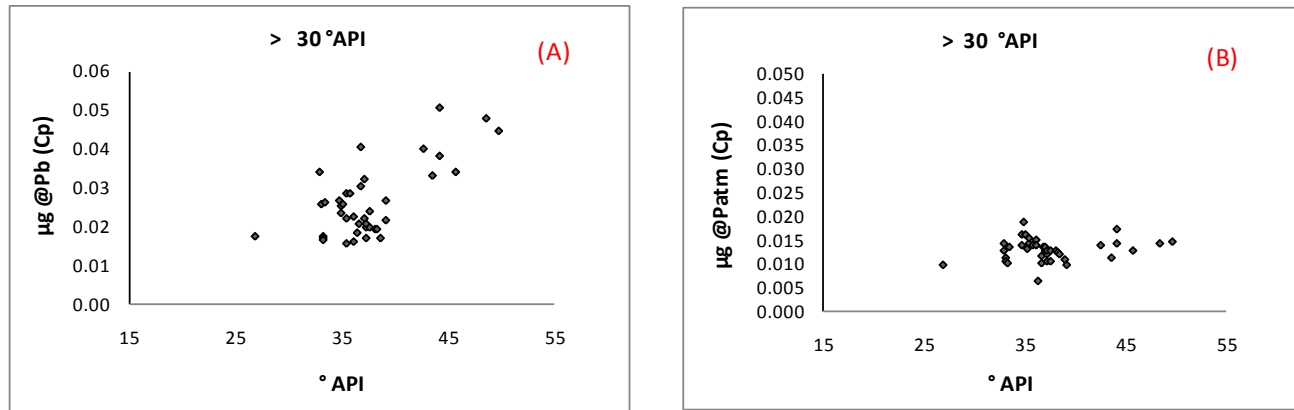 > 30 °API
(A)
µg @Pb (Cp)
0.06
0.05
0.04
0.03
0.02
0.01
0.00
15 25 35 45 55
° API
> 30 °API
(B)
µg @Patm (Cp)
0.050
0.045
0.040
0.035
0.030
0.025
0.020
0.015
0.010
0.005
0.000
15 25 35 45 55
° API